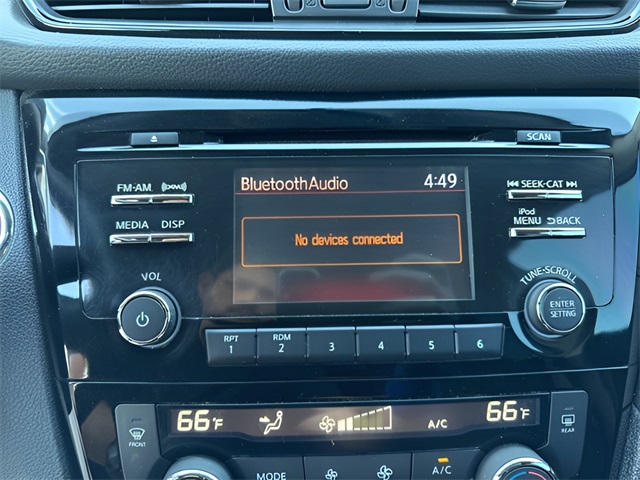 SCAN
FM·AM SXM
MEDIA DISP
BluetoothAudio 4:49
No devices connected
SEEK·CAT
iPod
MENU BACK
VOL
TUNE·SCROLL
ENTER
SETTING
RPT RDM
1 2 3 4 5 6
FRONT
66°F A/C 66°F
REAR
MODE A/C